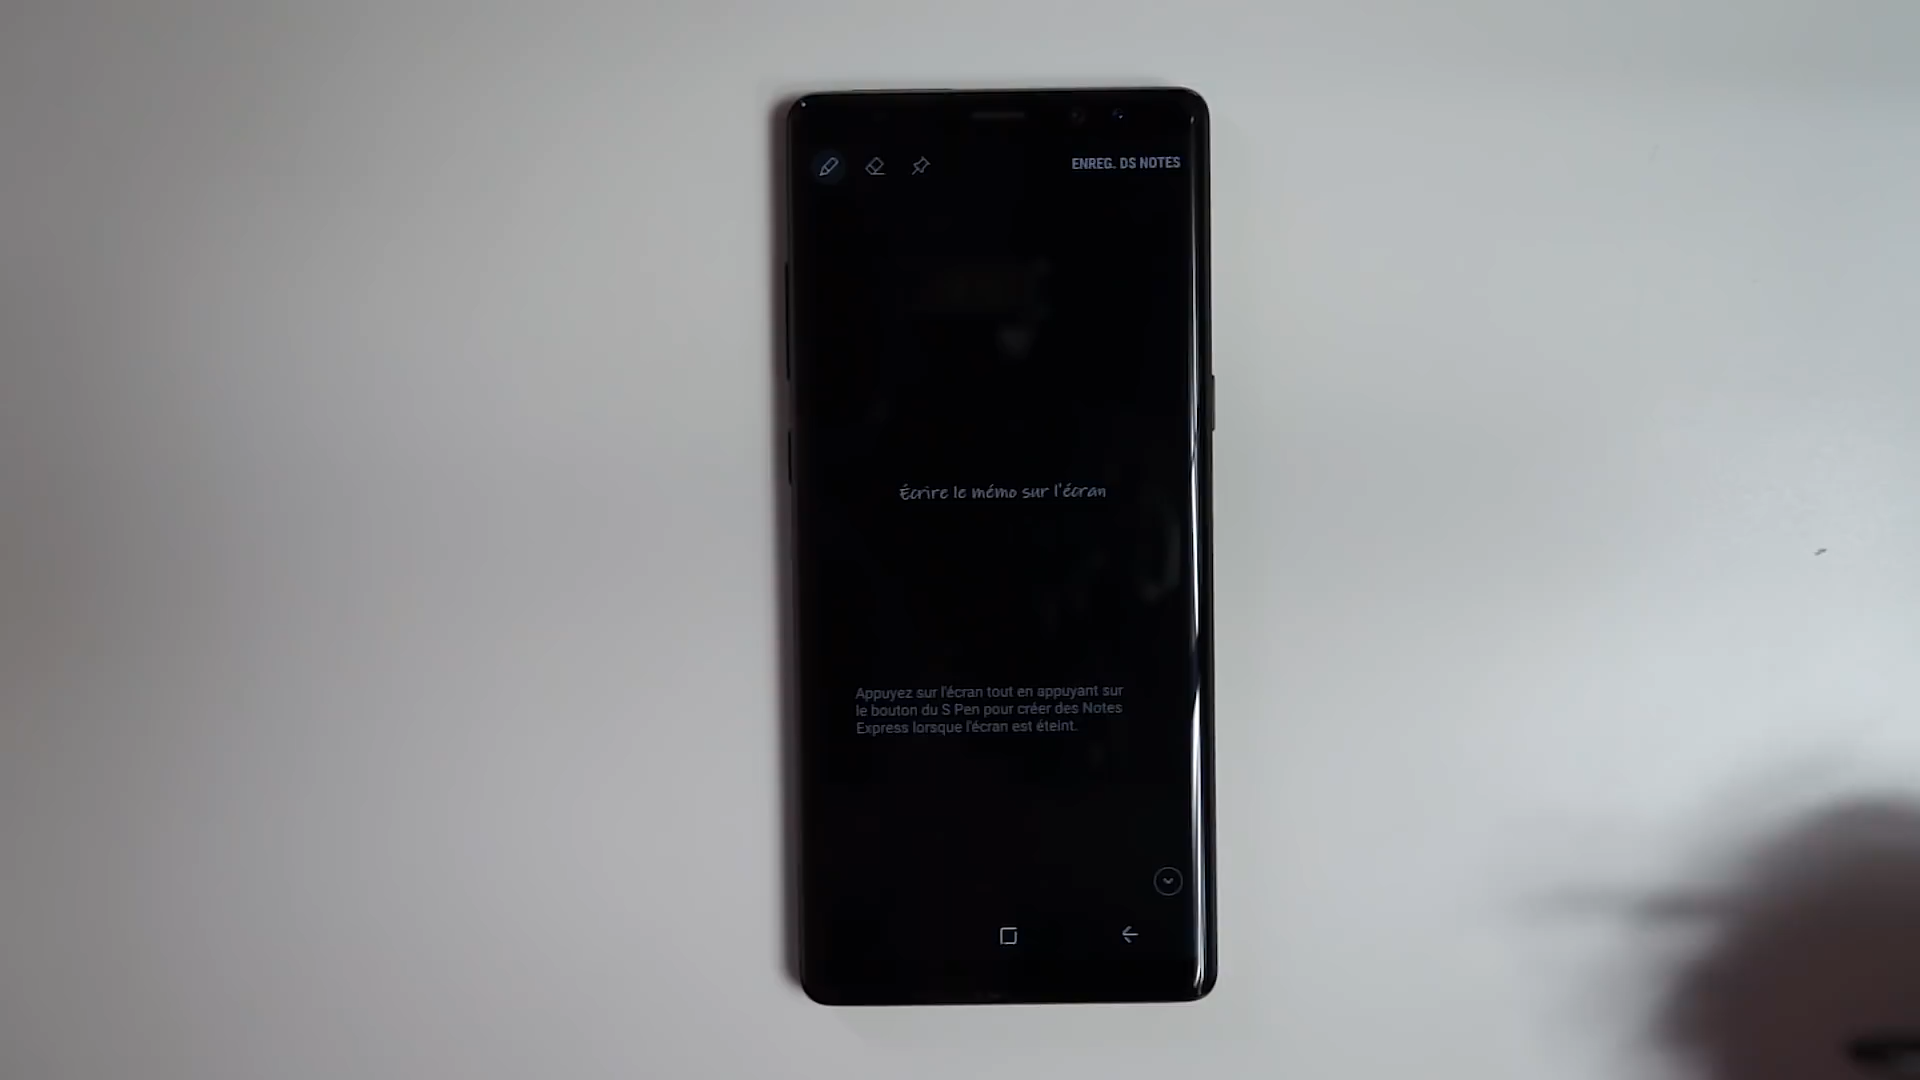 ENREG. DS NOTES
Écrire le mémo sur l'écran
Appuyez sur l'écran tout en appuyant sur
le bouton du S Pen pour créer des Notes
Express lorsque l'écran est éteint.